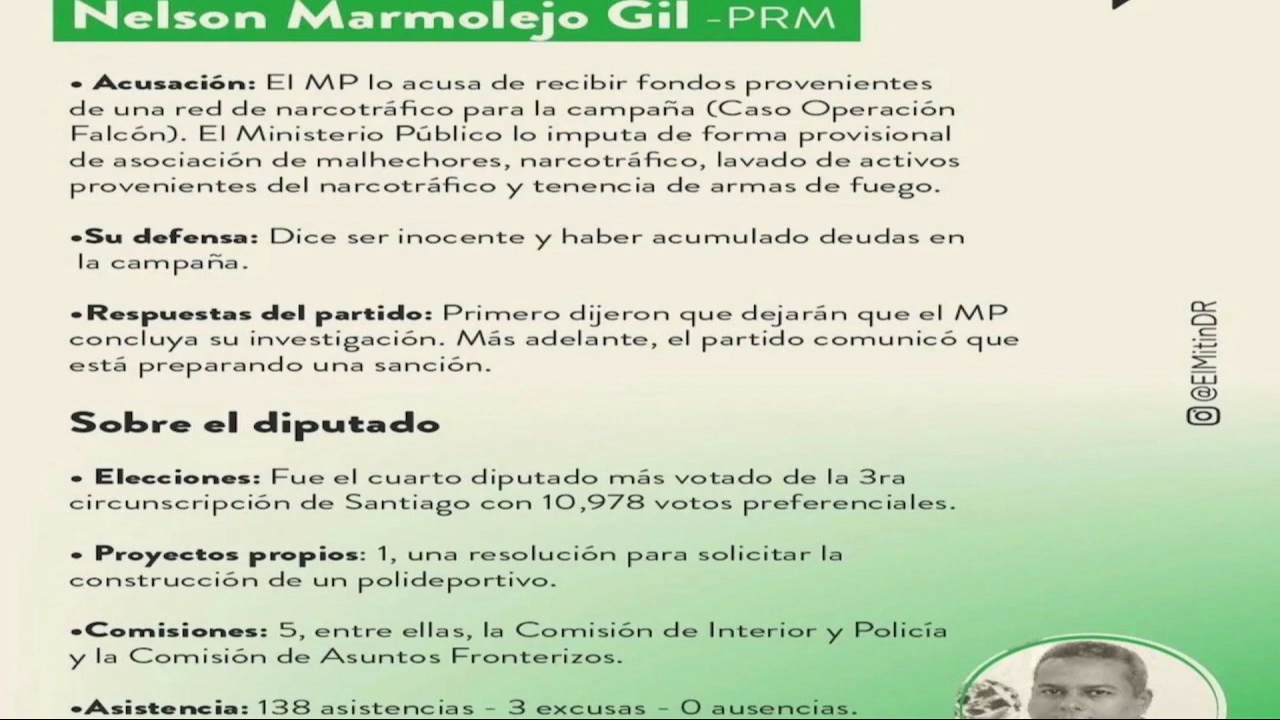 Nelson Marmolejo Gil -PRM
• Acusación: El MP lo acusa de recibir fondos provenientes
de una red de narcotráfico para la campaña (Caso Operación
Falcón). El Ministerio Público lo imputa de forma provisional
de asociación de malhechores, narcotráfico, lavado de activos
provenientes del narcotráfico y tenencia de armas de fuego.
•Su defensa: Dice ser inocente y haber acumulado deudas en
la campaña.
•Respuestas del partido: Primero dijeron que dejarán que el MP
concluya su investigación. Más adelante, el partido comunicó que
está preparando una sanción.
@ElMitinDR
Sobre el diputado
• Elecciones: Fue el cuarto diputado más votado de la 3ra
circunscripción de Santiago con 10,978 votos preferenciales.
• Proyectos propios: 1, una resolución para solicitar la
construcción de un polideportivo.
•Comisiones: 5, entre ellas, la Comisión de Interior y Policía
y la Comisión de Asuntos Fronterizos.
•Asistencia: 138 asistencias - 3 excusas - 0 ausencias.